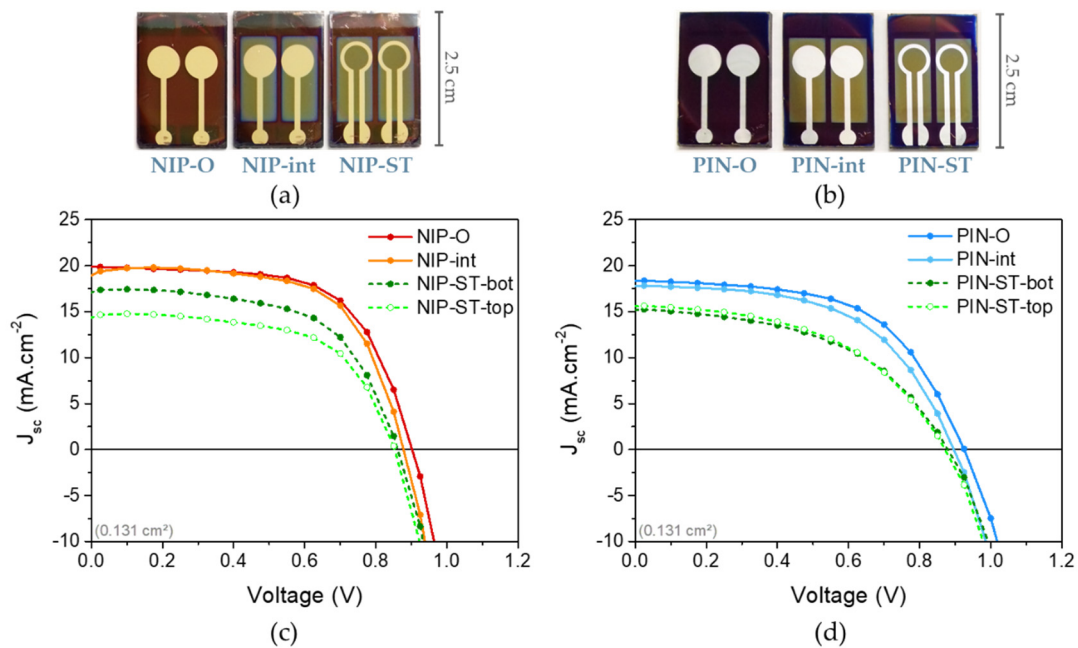 2.5 cm
NIP-O NIP-int NIP-ST
(a)
2.5 cm
PIN-O PIN-int PIN-ST
(b)
25
20
15
10
5
0
-5
-10
J_sc (mA.cm⁻²)
NIP-O
NIP-int
NIP-ST-bot
NIP-ST-top
(0.131 cm²)
0.0 0.2 0.4 0.6 0.8 1.0 1.2
Voltage (V)
(c)
25
20
15
10
5
0
-5
-10
J_sc (mA.cm⁻²)
PIN-O
PIN-int
PIN-ST-bot
PIN-ST-top
(0.131 cm²)
0.0 0.2 0.4 0.6 0.8 1.0 1.2
Voltage (V)
(d)